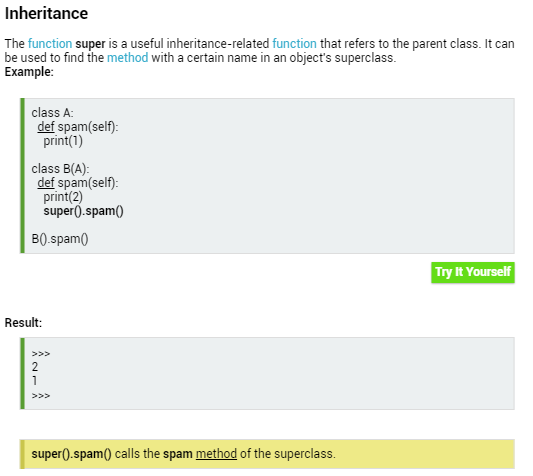 Inheritance
The function super is a useful inheritance-related function that refers to the parent class. It can
be used to find the method with a certain name in an object's superclass.
Example:
class A:
def spam(self):
print(1)
class B(A):
def spam(self):
print(2)
super().spam()
B().spam()
Try It Yourself
Result:
>>>
2
1
>>>
super().spam() calls the spam method of the superclass.